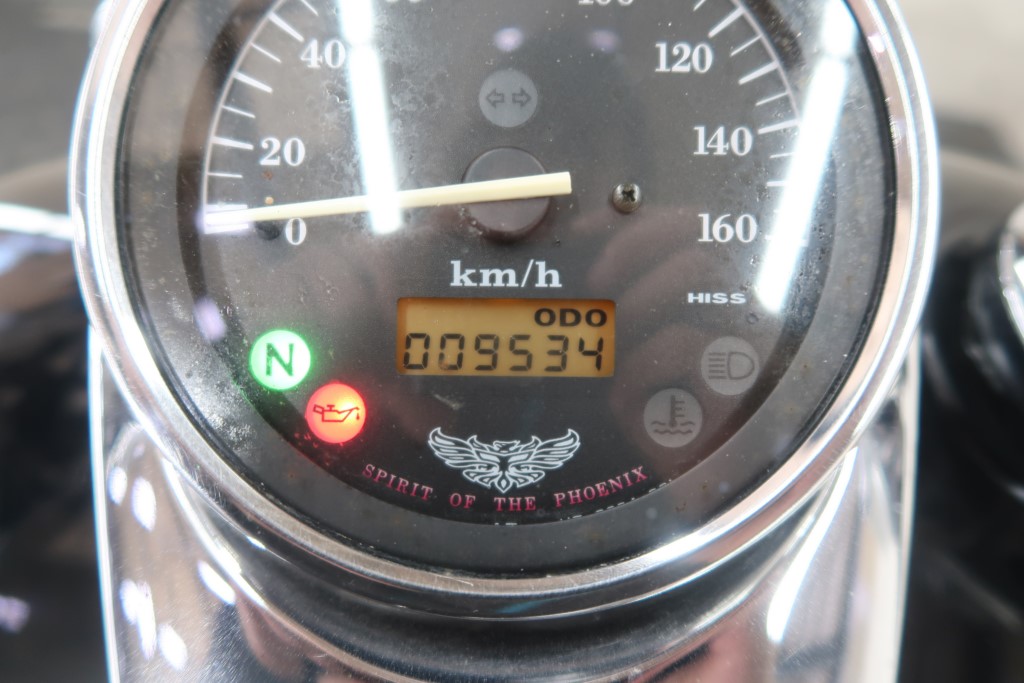 40
120
20
140
0
160
km/h
HISS
ODO
009534
N
SPIRIT OF THE PHOENIX